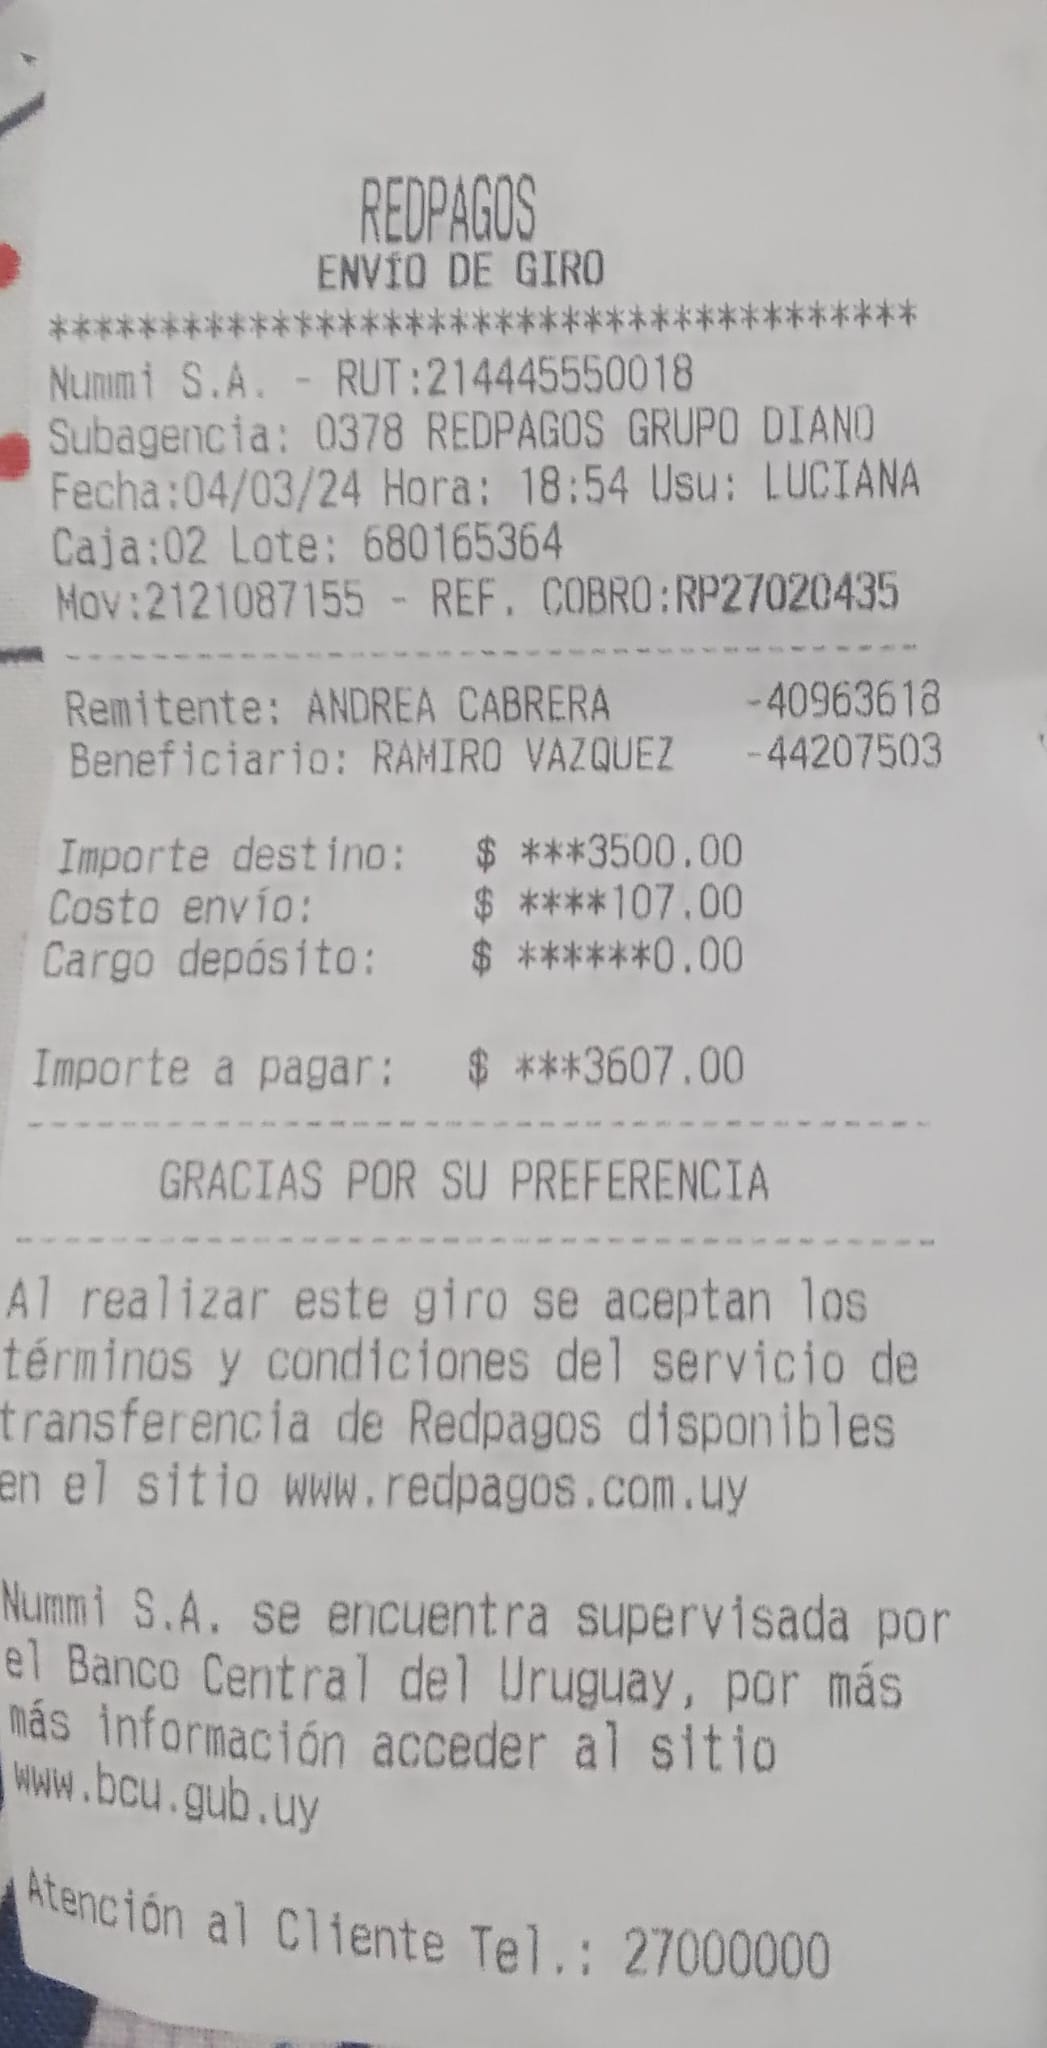 REDPAGOS
ENVÍO DE GIRO
***************************************
Nummi S.A. - RUT:214445550018
Subagencia: 0378 REDPAGOS GRUPO DIANO
Fecha:04/03/24 Hora: 18:54 Usu: LUCIANA
Caja:02 Lote: 680165364
Mov:2121087155 - REF. COBRO:RP27020435
---------------------------------------
Remitente: ANDREA CABRERA -40963618
Beneficiario: RAMIRO VAZQUEZ -44207503
Importe destino: $ ***3500.00
Costo envío: $ ****107.00
Cargo depósito: $ ******0.00
Importe a pagar: $ ***3607.00
---------------------------------------
GRACIAS POR SU PREFERENCIA
---------------------------------------
Al realizar este giro se aceptan los
términos y condiciones del servicio de
transferencia de Redpagos disponibles
en el sitio www.redpagos.com.uy
Nummi S.A. se encuentra supervisada por
el Banco Central del Uruguay, por más
más información acceder al sitio
www.bcu.gub.uy
Atención al Cliente Tel.: 27000000